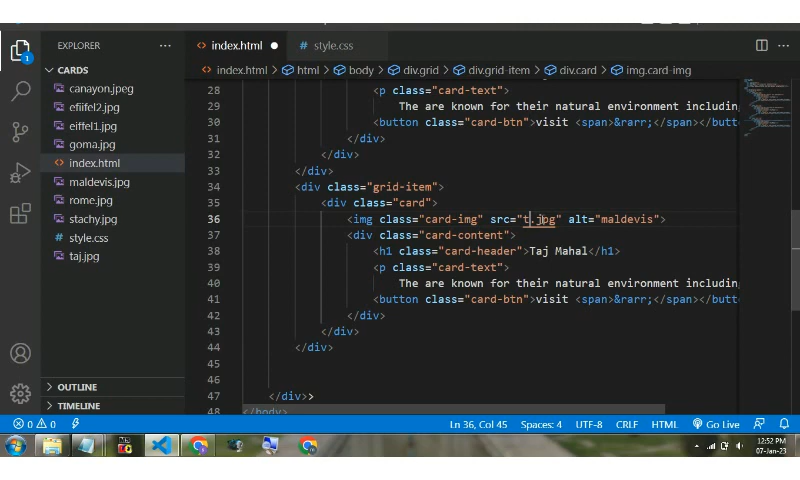 EXPLORER
index.html
# style.css
index.html > html > body > div.grid > div.grid-item > div.card > img.card-img
CARDS
canayon.jpeg
efiifel2.jpg
eiffel1.jpg
goma.jpg
index.html
maldevis.jpg
rome.jpg
stachy.jpg
# style.css
taj.jpg
OUTLINE
TIMELINE
28 <p class="card-text">
29 The are known for their natural environment including
30 <button class="card-btn">visit <span>&rarr;</span></butt
31 </div>
32 </div>
33 </div>
34 <div class="grid-item">
35 <div class="card">
36 <img class="card-img" src="t.jpg" alt="maldevis">
37 <div class="card-content">
38 <h1 class="card-header">Taj Mahal</h1>
39 <p class="card-text">
40 The are known for their natural environment including
41 <button class="card-btn">visit <span>&rarr;</span></butt
42 </div>
43 </div>
44 </div>
45
46
47 </div>>
48 </body>
0 0
Ln 36, Col 45
Spaces: 4
UTF-8
CRLF
HTML
Go Live
12:52 PM
07-Jan-23